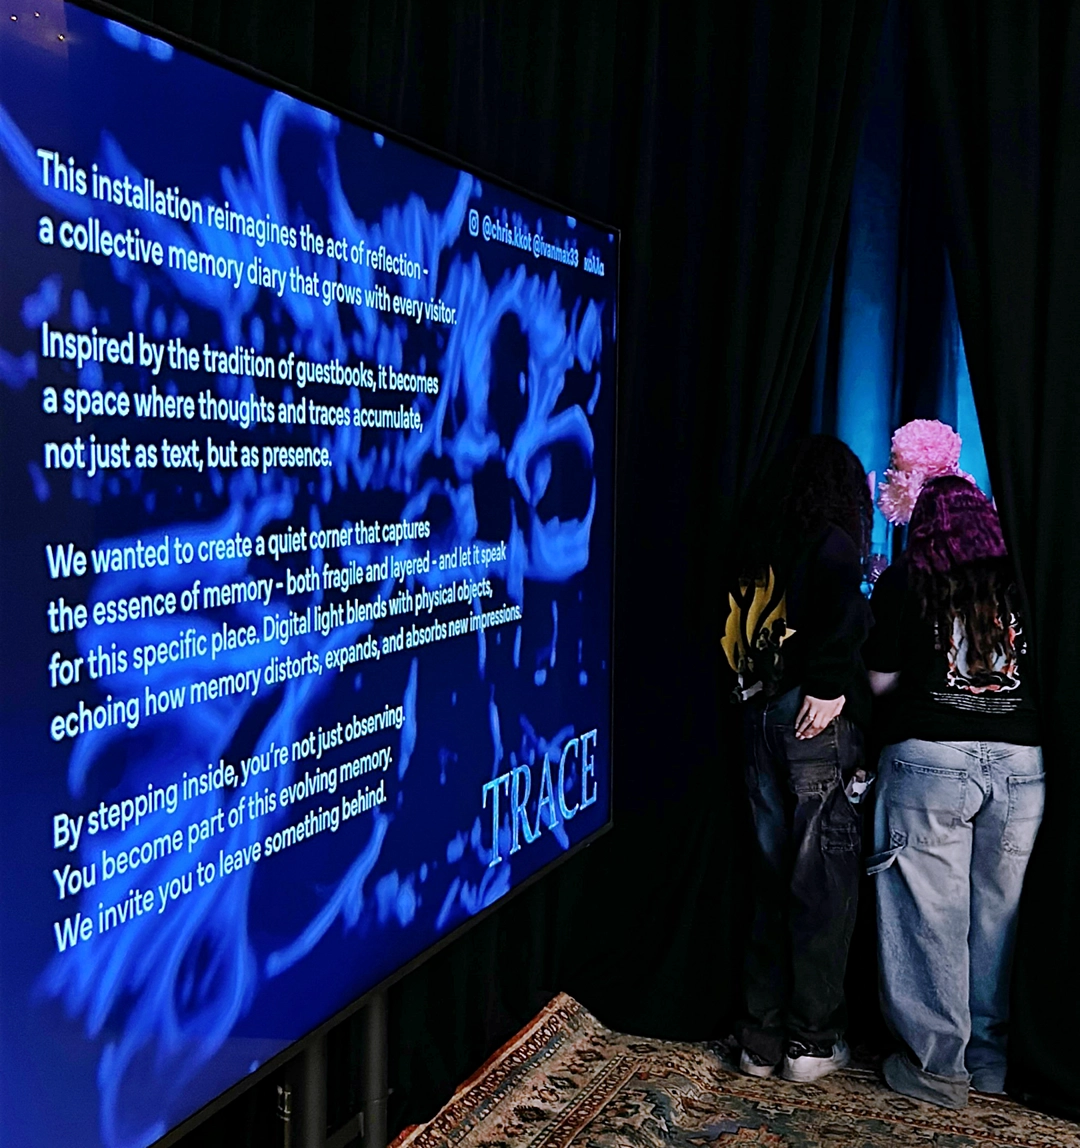 This installation reimagines the act of reflection -
a collective memory diary that grows with every visitor.
Inspired by the tradition of guestbooks, it becomes
a space where thoughts and traces accumulate,
not just as text, but as presence.
We wanted to create a quiet corner that captures
the essence of memory - both fragile and layered - and let it speak
for this specific place. Digital light blends with physical objects,
echoing how memory distorts, expands, and absorbs new impressions.
By stepping inside, you're not just observing.
You become part of this evolving memory.
We invite you to leave something behind.
@chris.kkot @ivanmax33
TRACE